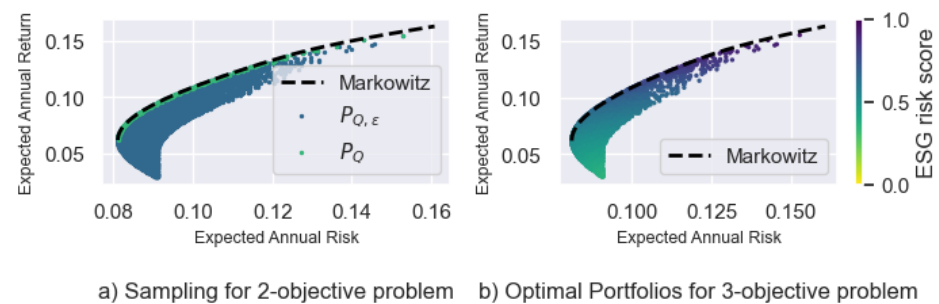 Expected Annual Return
0.15
0.10
0.05
Markowitz
P_{Q, ε}
P_Q
0.08 0.10 0.12 0.14 0.16
Expected Annual Risk
Expected Annual Return
0.15
0.10
0.05
Markowitz
0.100 0.125 0.150
Expected Annual Risk
1.0
0.5
0.0
ESG risk score
a) Sampling for 2-objective problem
b) Optimal Portfolios for 3-objective problem